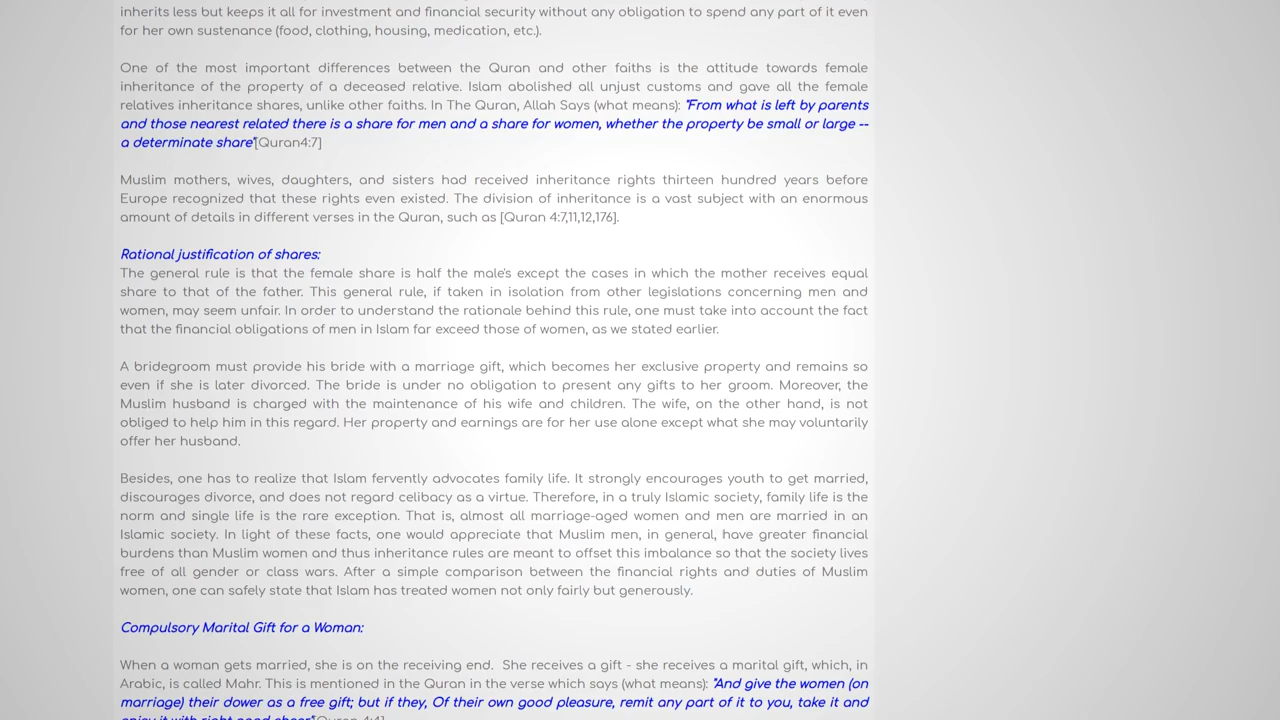 inherits less but keeps it all for investment and financial security without any obligation to spend any part of it even
for her own sustenance (food, clothing, housing, medication, etc.).
One of the most important differences between the Quran and other faiths is the attitude towards female
inheritance of the property of a deceased relative. Islam abolished all unjust customs and gave all the female
relatives inheritance shares, unlike other faiths. In The Quran, Allah Says (what means): "From what is left by parents
and those nearest related there is a share for men and a share for women, whether the property be small or large --
a determinate share"[Quran4:7]
Muslim mothers, wives, daughters, and sisters had received inheritance rights thirteen hundred years before
Europe recognized that these rights even existed. The division of inheritance is a vast subject with an enormous
amount of details in different verses in the Quran, such as [Quran 4:7,11,12,176].
Rational justification of shares:
The general rule is that the female share is half the male's except the cases in which the mother receives equal
share to that of the father. This general rule, if taken in isolation from other legislations concerning men and
women, may seem unfair. In order to understand the rationale behind this rule, one must take into account the fact
that the financial obligations of men in Islam far exceed those of women, as we stated earlier.
A bridegroom must provide his bride with a marriage gift, which becomes her exclusive property and remains so
even if she is later divorced. The bride is under no obligation to present any gifts to her groom. Moreover, the
Muslim husband is charged with the maintenance of his wife and children. The wife, on the other hand, is not
obliged to help him in this regard. Her property and earnings are for her use alone except what she may voluntarily
offer her husband.
Besides, one has to realize that Islam fervently advocates family life. It strongly encourages youth to get married,
discourages divorce, and does not regard celibacy as a virtue. Therefore, in a truly Islamic society, family life is the
norm and single life is the rare exception. That is, almost all marriage-aged women and men are married in an
Islamic society. In light of these facts, one would appreciate that Muslim men, in general, have greater financial
burdens than Muslim women and thus inheritance rules are meant to offset this imbalance so that the society lives
free of all gender or class wars. After a simple comparison between the financial rights and duties of Muslim
women, one can safely state that Islam has treated women not only fairly but generously.
Compulsory Marital Gift for a Woman:
When a woman gets married, she is on the receiving end. She receives a gift - she receives a marital gift, which, in
Arabic, is called Mahr. This is mentioned in the Quran in the verse which says (what means): "And give the women (on
marriage) their dower as a free gift; but if they, Of their own good pleasure, remit any part of it to you, take it and
enjoy it with right good cheer"[Quran 4:4]